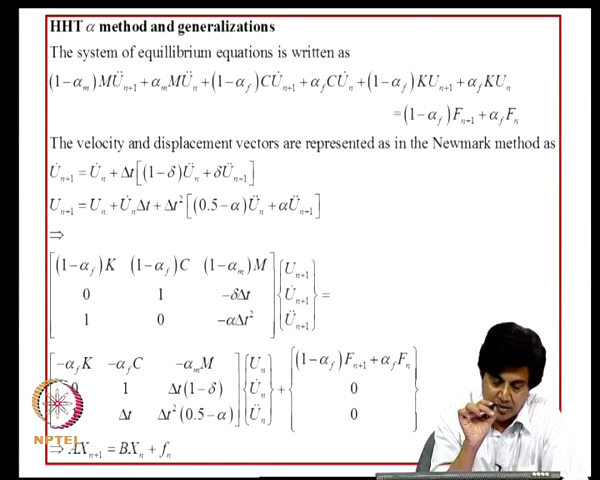 HHT α method and generalizations
The system of equillibrium equations is written as
(1-α_m)MÜ_{n+1} + α_m MÜ_n + (1-α_f)CU̇_{n+1} + α_f CU̇_n + (1-α_f)KU_{n+1} + α_f KU_n
= (1-α_f)F_{n+1} + α_f F_n
The velocity and displacement vectors are represented as in the Newmark method as
U̇_{n+1} = U̇_n + Δt[(1-δ)Ü_n + δÜ_{n+1}]
U_{n+1} = U_n + U̇_nΔt + Δt²[(0.5-α)Ü_n + αÜ_{n+1}]
⇒
[(1-α_f)K (1-α_f)C (1-α_m)M] {U_{n+1}}
[0 1 -δΔt] {U̇_{n+1}} =
[1 0 -αΔt²] {Ü_{n+1}}
[-α_f K -α_f C -α_m M] {U_n} {(1-α_f)F_{n+1} + α_f F_n}
[0 1 Δt(1-δ)] {U̇_n} + {0}
[Δt Δt²(0.5-α)] {Ü_n} {0}
NPTEL
⇒ AX_{n+1} = BX_n + f_n